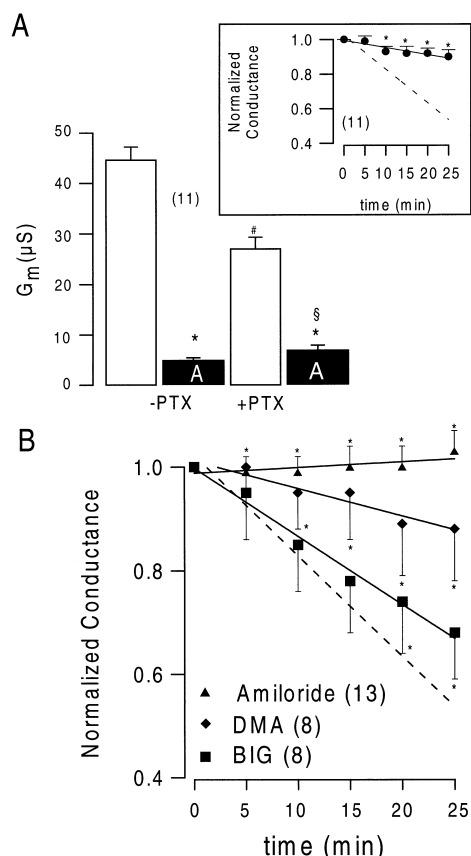 A
Normalized
Conductance
1.0
0.8
0.6
0.4
(11)
0 5 10 15 20 25
time (min)
* * * *
Gm(µS)
50
40
30
20
10
0
(11)
#
*
§
*
A
A
-PTX
+PTX
B
Normalized Conductance
1.0
0.8
0.6
0.4
* * * * *
* * * *
* *
Amiloride (13)
DMA (8)
BIG (8)
0 5 10 15 20 25
time (min)